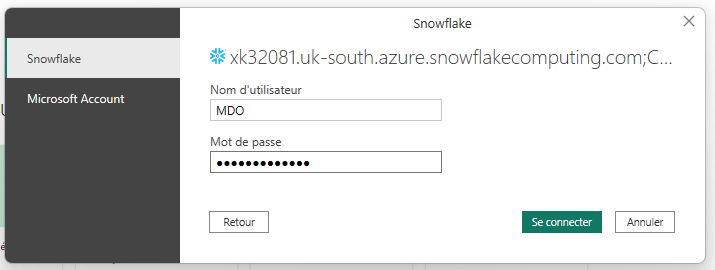 Snowflake
Snowflake
Microsoft Account
xk32081.uk-south.azure.snowflakecomputing.com;C...
Nom d'utilisateur
MDO
Mot de passe
•••••••••••••
Retour
Se connecter
Annuler